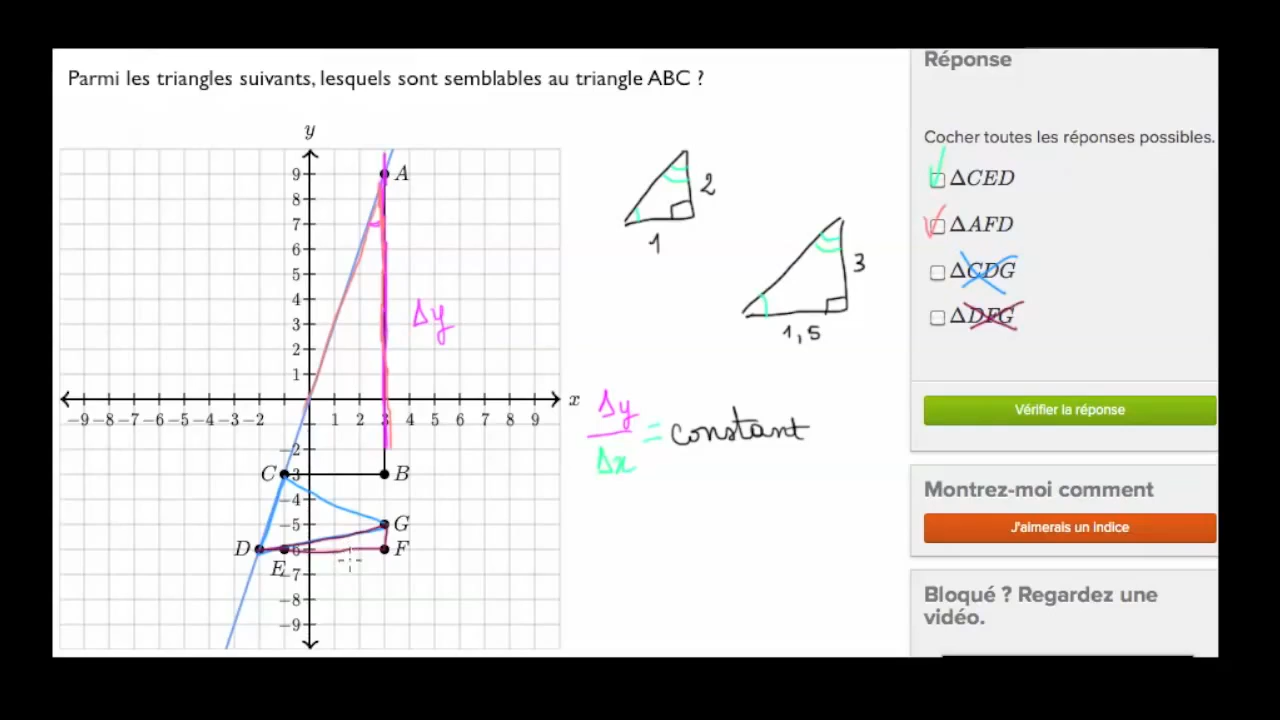 Parmi les triangles suivants, lesquels sont semblables au triangle ABC ?
y
9
A
8
7
6
5
4
3
2
1
x
−9 −8 −7 −6 −5 −4 −3 −2
1 2 3 4 5 6 7 8 9
−2
C
−3
B
−4
−5
G
D
−6
F
E
−7
−8
−9
Δy
2
1
3
1,5
Δy
= constant
Δx
Réponse
Cocher toutes les réponses possibles.
ΔCED
ΔAFD
ΔCDG
ΔDFG
Vérifier la réponse
Montrez-moi comment
J'aimerais un indice
Bloqué ? Regardez une
vidéo.